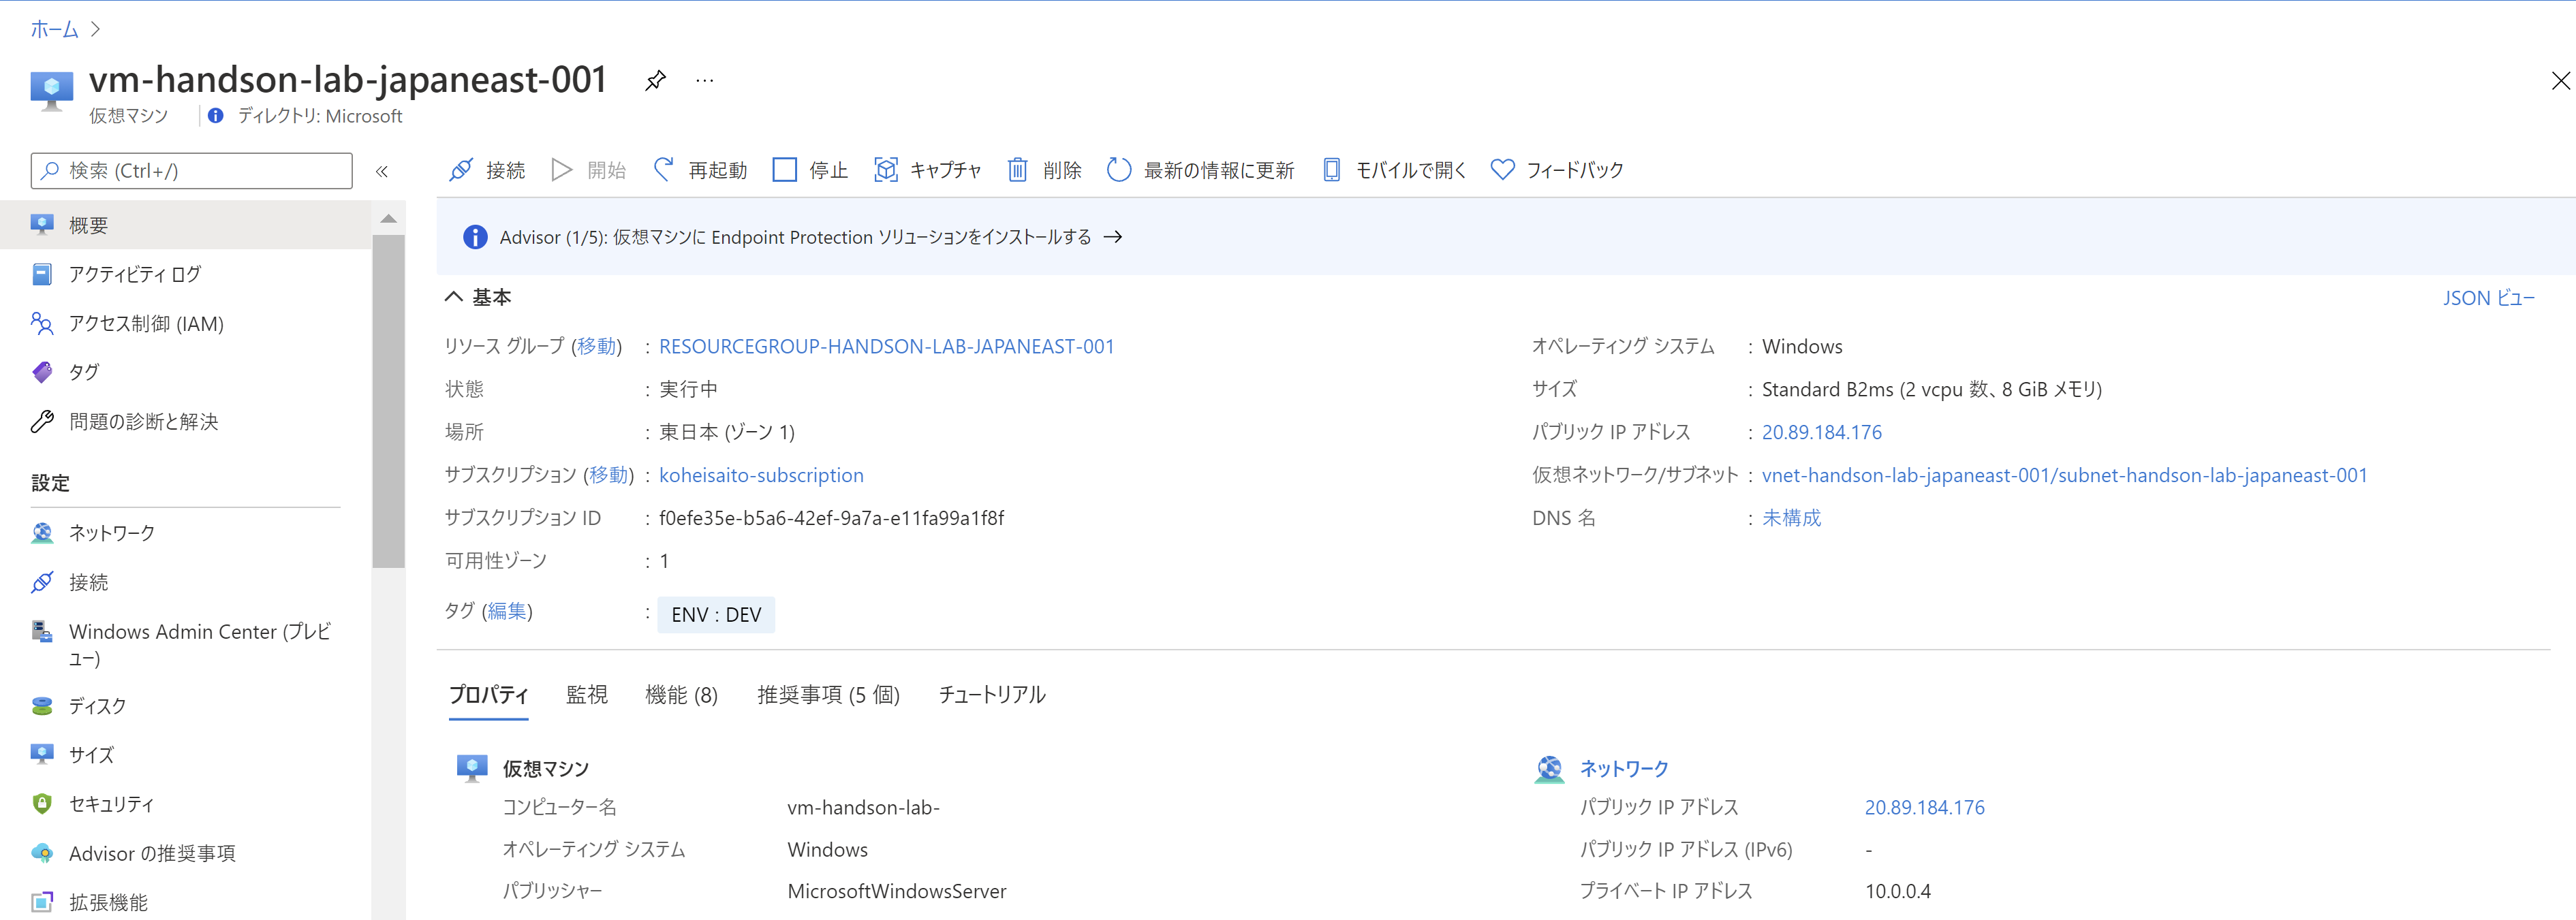 ホーム
vm-handson-lab-japaneast-001
仮想マシン
ディレクトリ: Microsoft
検索 (Ctrl+/)
接続 開始 再起動 停止 キャプチャ 削除 最新の情報に更新 モバイルで開く フィードバック
概要
アクティビティ ログ
アクセス制御 (IAM)
タグ
問題の診断と解決
設定
ネットワーク
接続
Windows Admin Center (プレビ
ュー)
ディスク
サイズ
セキュリティ
Advisor の推奨事項
拡張機能
Advisor (1/5): 仮想マシンに Endpoint Protection ソリューションをインストールする →
基本
JSON ビュー
リソース グループ (移動) : RESOURCEGROUP-HANDSON-LAB-JAPANEAST-001
状態 : 実行中
場所 : 東日本 (ゾーン 1)
サブスクリプション (移動) : koheisaito-subscription
サブスクリプション ID : f0efe35e-b5a6-42ef-9a7a-e11fa99a1f8f
可用性ゾーン : 1
タグ (編集) : ENV : DEV
オペレーティング システム : Windows
サイズ : Standard B2ms (2 vcpu 数、8 GiB メモリ)
パブリック IP アドレス : 20.89.184.176
仮想ネットワーク/サブネット : vnet-handson-lab-japaneast-001/subnet-handson-lab-japaneast-001
DNS 名 : 未構成
プロパティ 監視 機能 (8) 推奨事項 (5 個) チュートリアル
仮想マシン
コンピューター名 vm-handson-lab-
オペレーティング システム Windows
パブリッシャー MicrosoftWindowsServer
ネットワーク
パブリック IP アドレス 20.89.184.176
パブリック IP アドレス (IPv6) -
プライベート IP アドレス 10.0.0.4